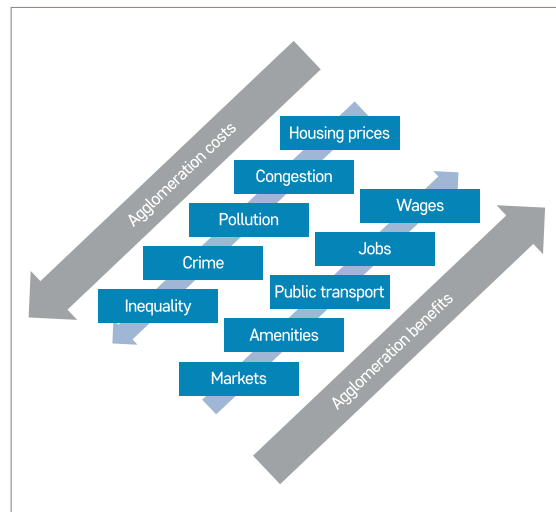 Agglomeration costs
Housing prices
Congestion
Pollution
Crime
Inequality
Wages
Jobs
Public transport
Amenities
Markets
Agglomeration benefits